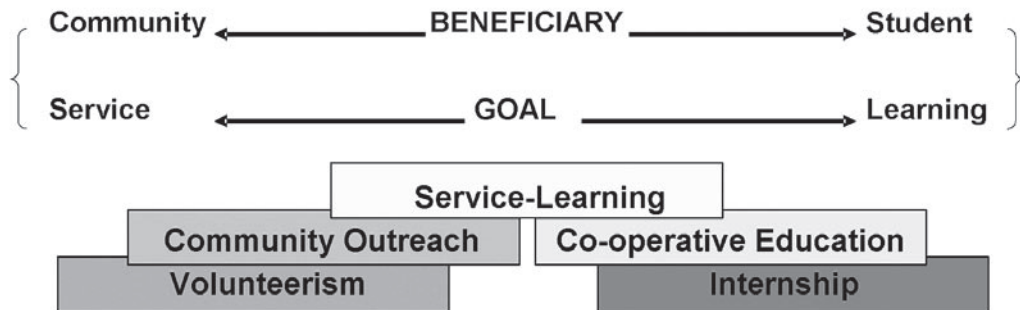 Community BENEFICIARY Student
Service GOAL Learning
Service-Learning
Community Outreach Co-operative Education
Volunteerism Internship